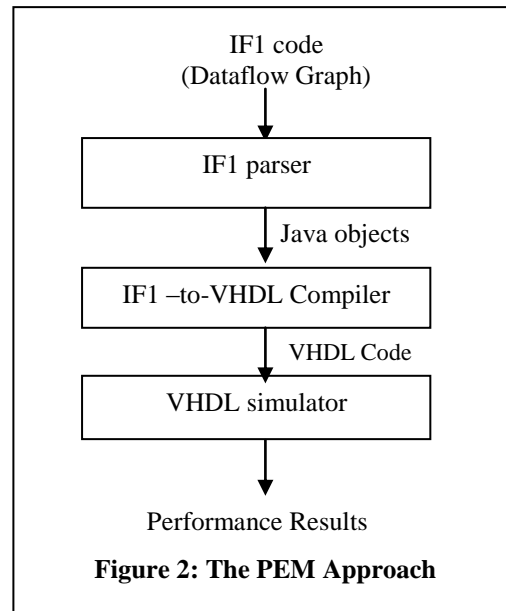 IF1 code
(Dataflow Graph)
IF1 parser
Java objects
IF1 –to-VHDL Compiler
VHDL Code
VHDL simulator
Performance Results
Figure 2: The PEM Approach